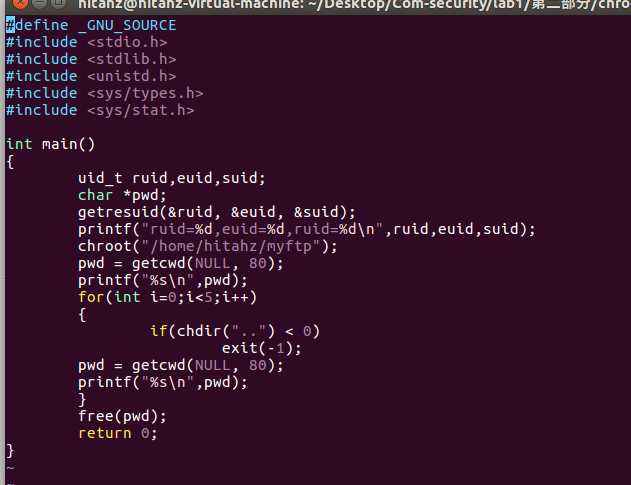 hitahz@hitahz-virtual-machine: ~/Desktop/Com-security/lab1/第二部分/chro
#define _GNU_SOURCE
#include <stdio.h>
#include <stdlib.h>
#include <unistd.h>
#include <sys/types.h>
#include <sys/stat.h>
int main()
{
uid_t ruid,euid,suid;
char *pwd;
getresuid(&ruid, &euid, &suid);
printf("ruid=%d,euid=%d,ruid=%d\n",ruid,euid,suid);
chroot("/home/hitahz/myftp");
pwd = getcwd(NULL, 80);
printf("%s\n",pwd);
for(int i=0;i<5;i++)
{
if(chdir("..") < 0)
exit(-1);
pwd = getcwd(NULL, 80);
printf("%s\n",pwd);
}
free(pwd);
return 0;
}
~
~